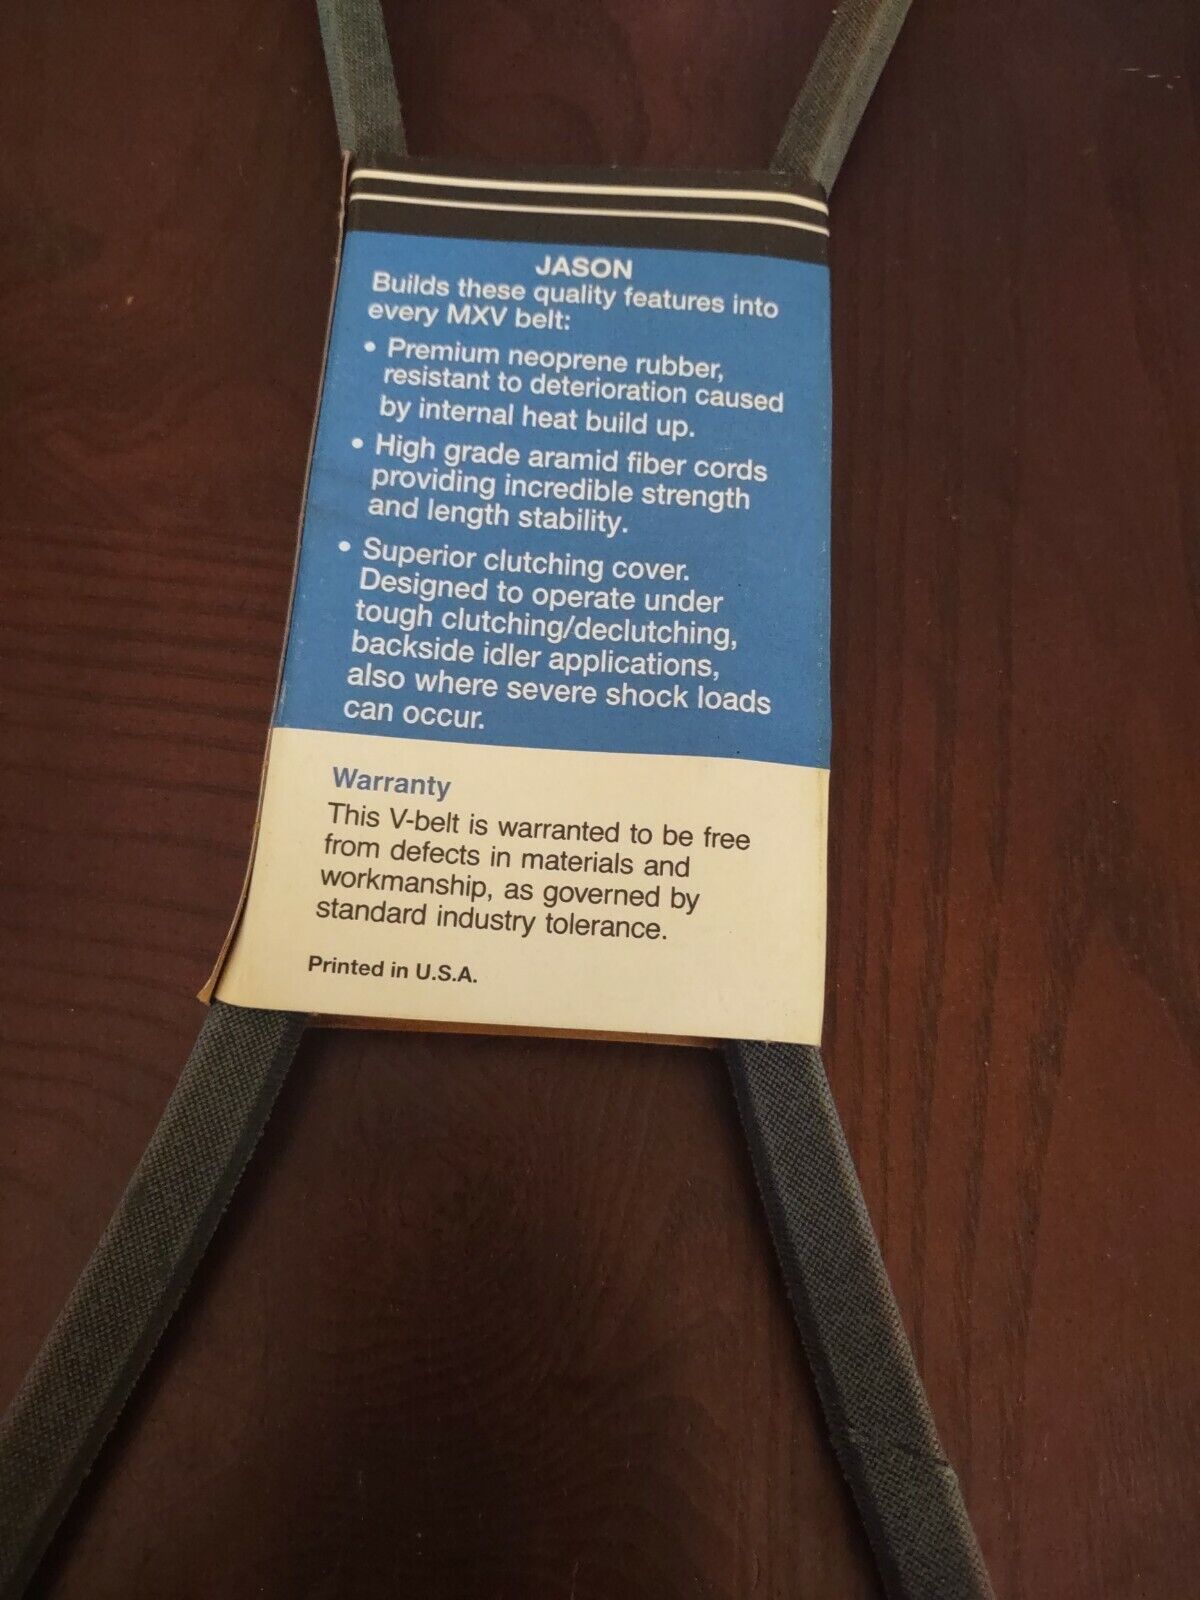 JASON
Builds these quality features into
every MXV belt:
• Premium neoprene rubber,
resistant to deterioration caused
by internal heat build up.
• High grade aramid fiber cords
providing incredible strength
and length stability.
• Superior clutching cover.
Designed to operate under
tough clutching/declutching,
backside idler applications,
also where severe shock loads
can occur.
Warranty
This V-belt is warranted to be free
from defects in materials and
workmanship, as governed by
standard industry tolerance.
Printed in U.S.A.